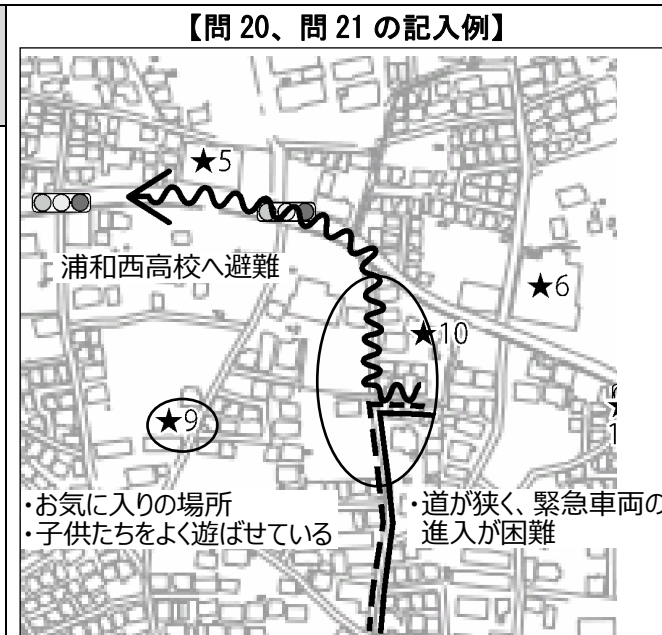 【問 20、問 21 の記入例】
★5
浦和西高校へ避難
★6
★10
★9
1
・お気に入りの場所
・子供たちをよく遊ばせている
・道が狭く、緊急車両の
進入が困難